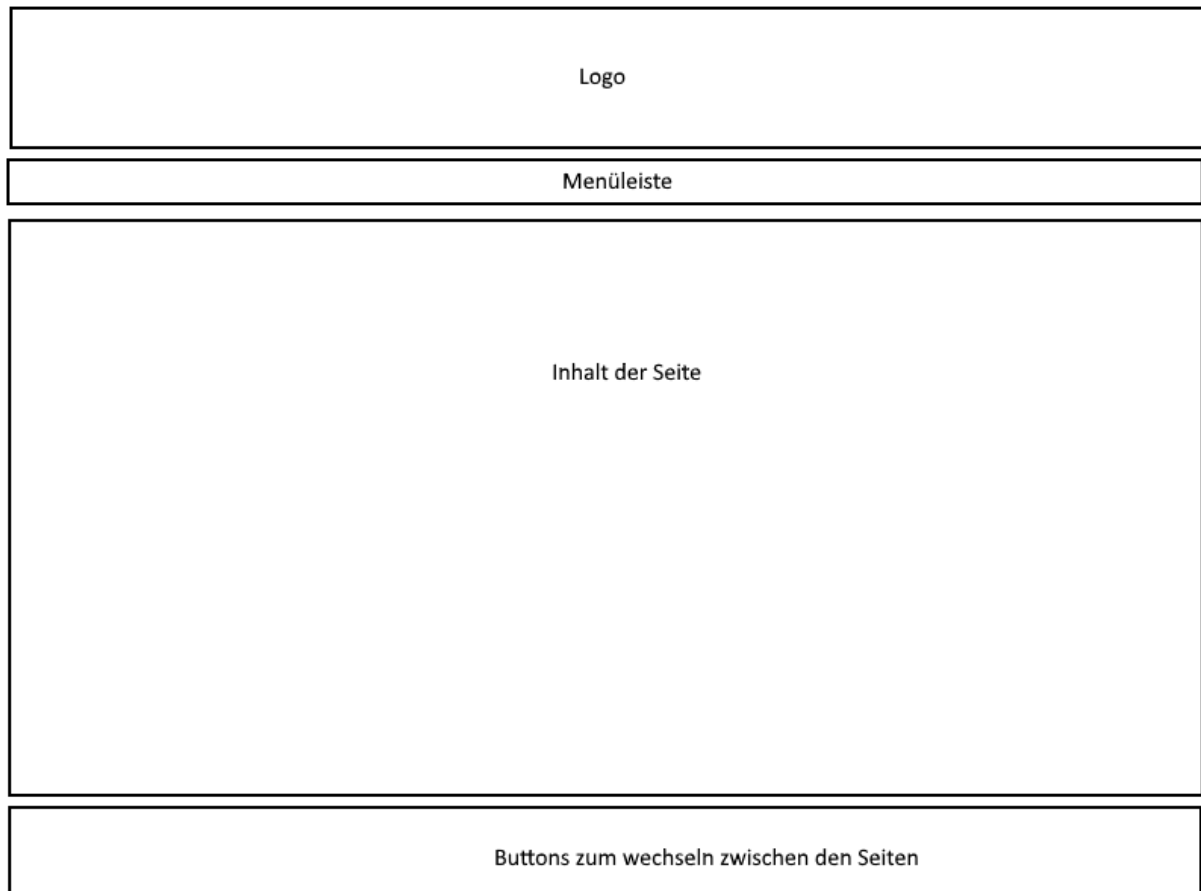 Logo
Menüleiste
Inhalt der Seite
Buttons zum wechseln zwischen den Seiten